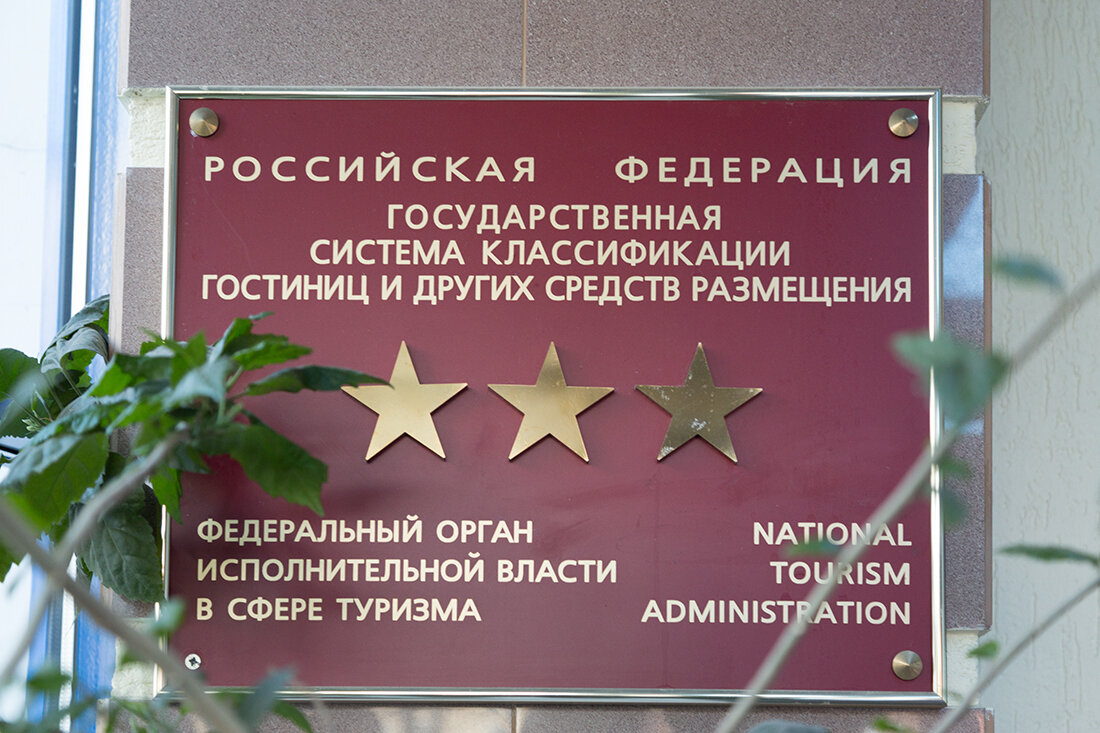 РОССИЙСКАЯ ФЕДЕРАЦИЯ
ГОСУДАРСТВЕННАЯ
СИСТЕМА КЛАССИФИКАЦИИ
ГОСТИНИЦ И ДРУГИХ СРЕДСТВ РАЗМЕЩЕНИЯ
ФЕДЕРАЛЬНЫЙ ОРГАН
ИСПОЛНИТЕЛЬНОЙ ВЛАСТИ
В СФЕРЕ ТУРИЗМА
NATIONAL
TOURISM
ADMINISTRATION